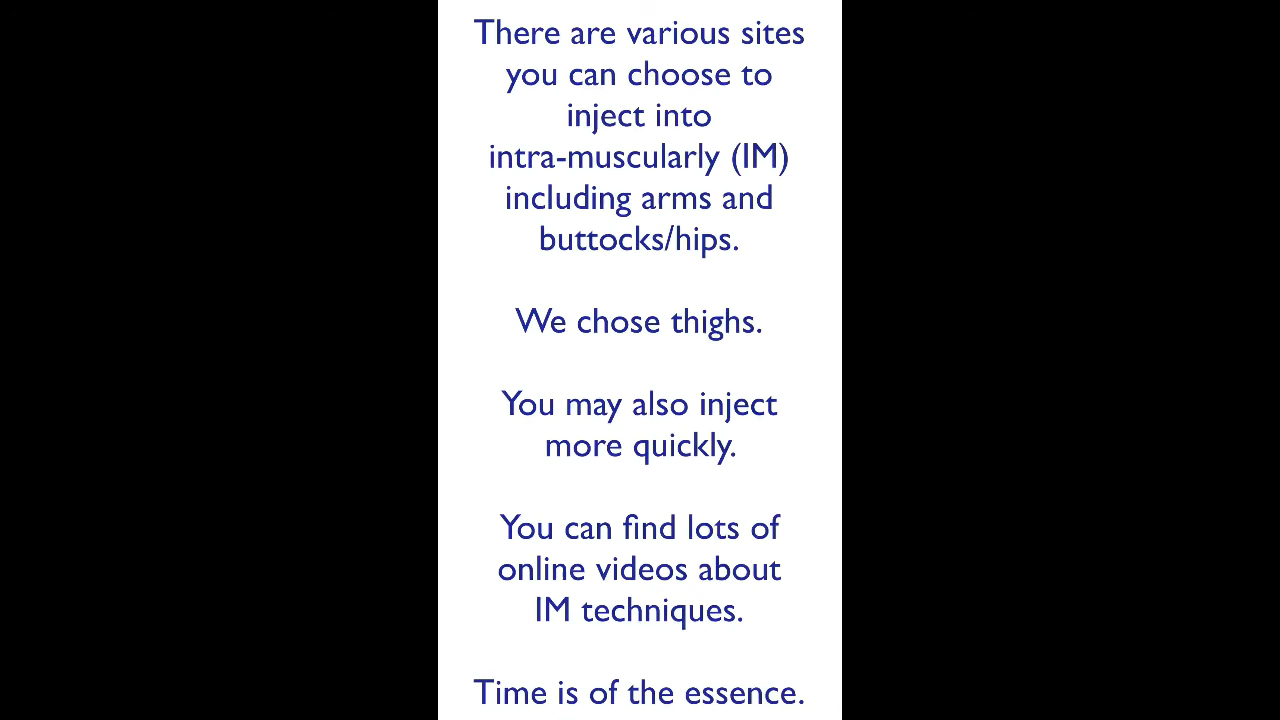 There are various sites
you can choose to
inject into
intra-muscularly (IM)
including arms and
buttocks/hips.
We chose thighs.
You may also inject
more quickly.
You can find lots of
online videos about
IM techniques.
Time is of the essence.